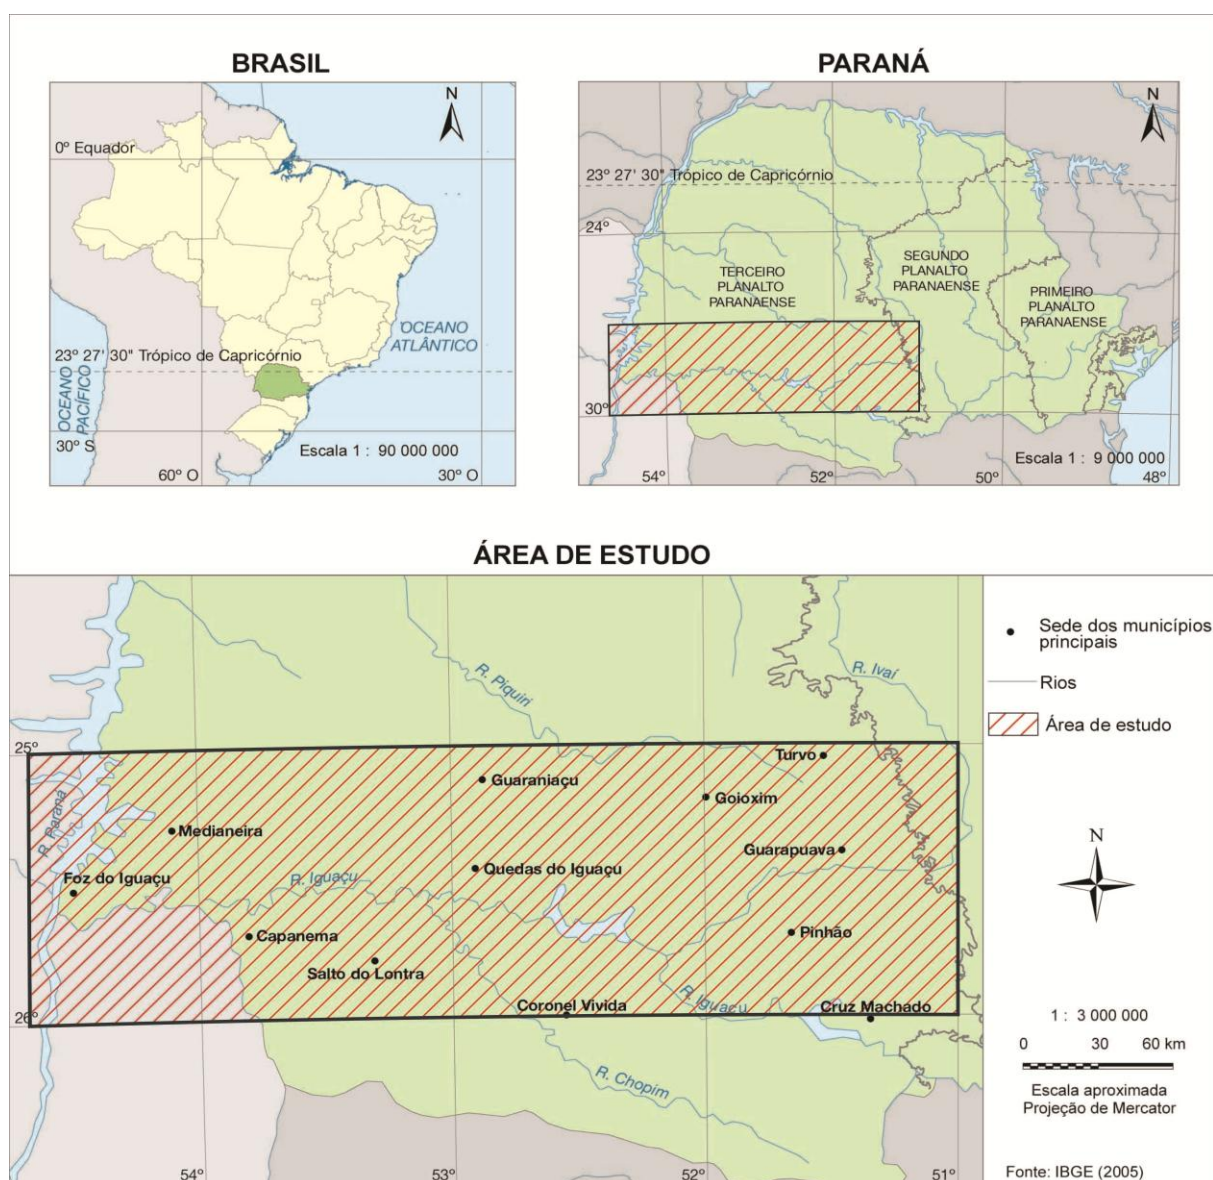 BRASIL
N
0º Equador
OCEANO
ATLÂNTICO
23º 27' 30" Trópico de Capricórnio
OCEANO
PACÍFICO
30º S
Escala 1 : 90 000 000
60º O
30º O
PARANÁ
N
23º 27' 30" Trópico de Capricórnio
24º
TERCEIRO
PLANALTO
PARANAENSE
SEGUNDO
PLANALTO
PARANAENSE
PRIMEIRO
PLANALTO
PARANAENSE
30º
Escala 1 : 9 000 000
54º
52º
50º
48º
ÁREA DE ESTUDO
R. Piquiri
R. Ivaí
25º
Turvo
Guaraniaçu
Goioxim
R. Paraná
Medianeira
Guarapuava
Foz do Iguaçu
R. Iguaçu
Quedas do Iguaçu
Capanema
Pinhão
Salto do Lontra
Coronel Vivida
R. Iguaçu
Cruz Machado
26º
R. Chopim
54º
53º
52º
51º
Sede dos municípios
principais
Rios
Área de estudo
N
1 : 3 000 000
0 30 60 km
Escala aproximada
Projeção de Mercator
Fonte: IBGE (2005)